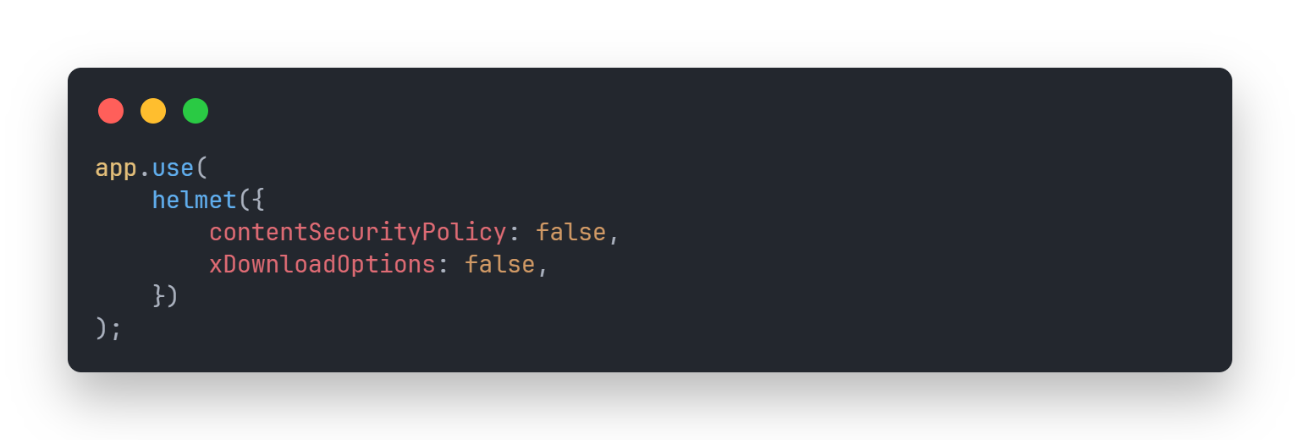 app.use(
    helmet({
        contentSecurityPolicy: false,
        xDownloadOptions: false,
    })
);